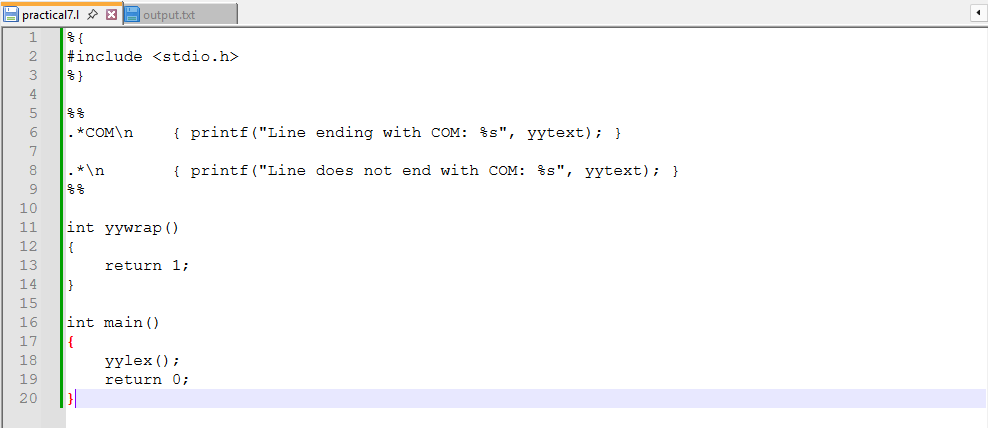 practical7.l output.txt
1 %{
2 #include <stdio.h>
3 %}
4
5 %%
6 .*COM\n    { printf("Line ending with COM: %s", yytext); }
7
8 .*\n       { printf("Line does not end with COM: %s", yytext); }
9 %%
10
11 int yywrap()
12 {
13     return 1;
14 }
15
16 int main()
17 {
18     yylex();
19     return 0;
20 }